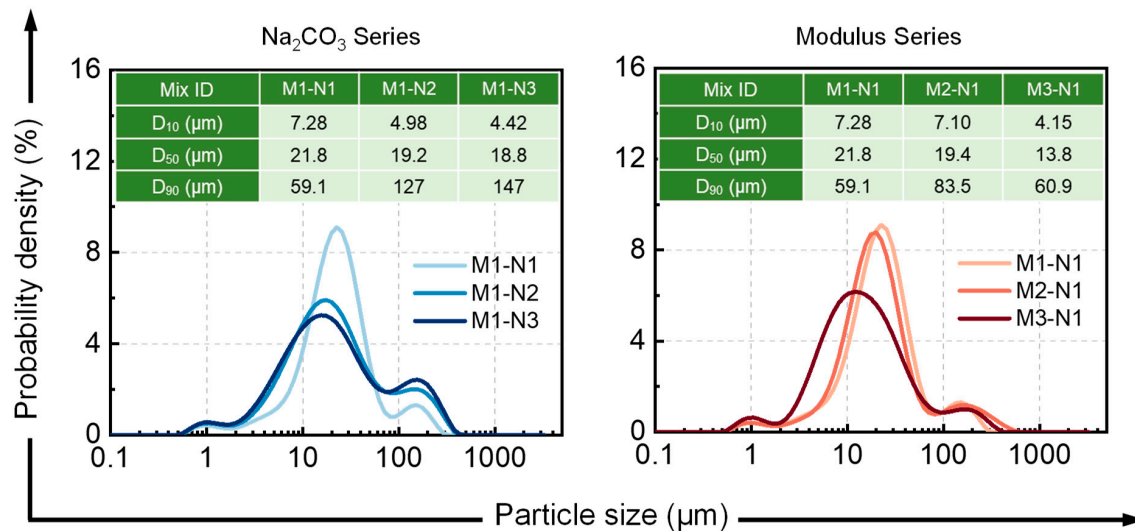 Probability density (%)
Na₂CO₃ Series
16
12
8
4
0
Mix ID M1-N1 M1-N2 M1-N3
D₁₀ (μm) 7.28 4.98 4.42
D₅₀ (μm) 21.8 19.2 18.8
D₉₀ (μm) 59.1 127 147
M1-N1
M1-N2
M1-N3
0.1 1 10 100 1000
Modulus Series
16
12
8
4
0
Mix ID M1-N1 M2-N1 M3-N1
D₁₀ (μm) 7.28 7.10 4.15
D₅₀ (μm) 21.8 19.4 13.8
D₉₀ (μm) 59.1 83.5 60.9
M1-N1
M2-N1
M3-N1
0.1 1 10 100 1000
Particle size (μm)